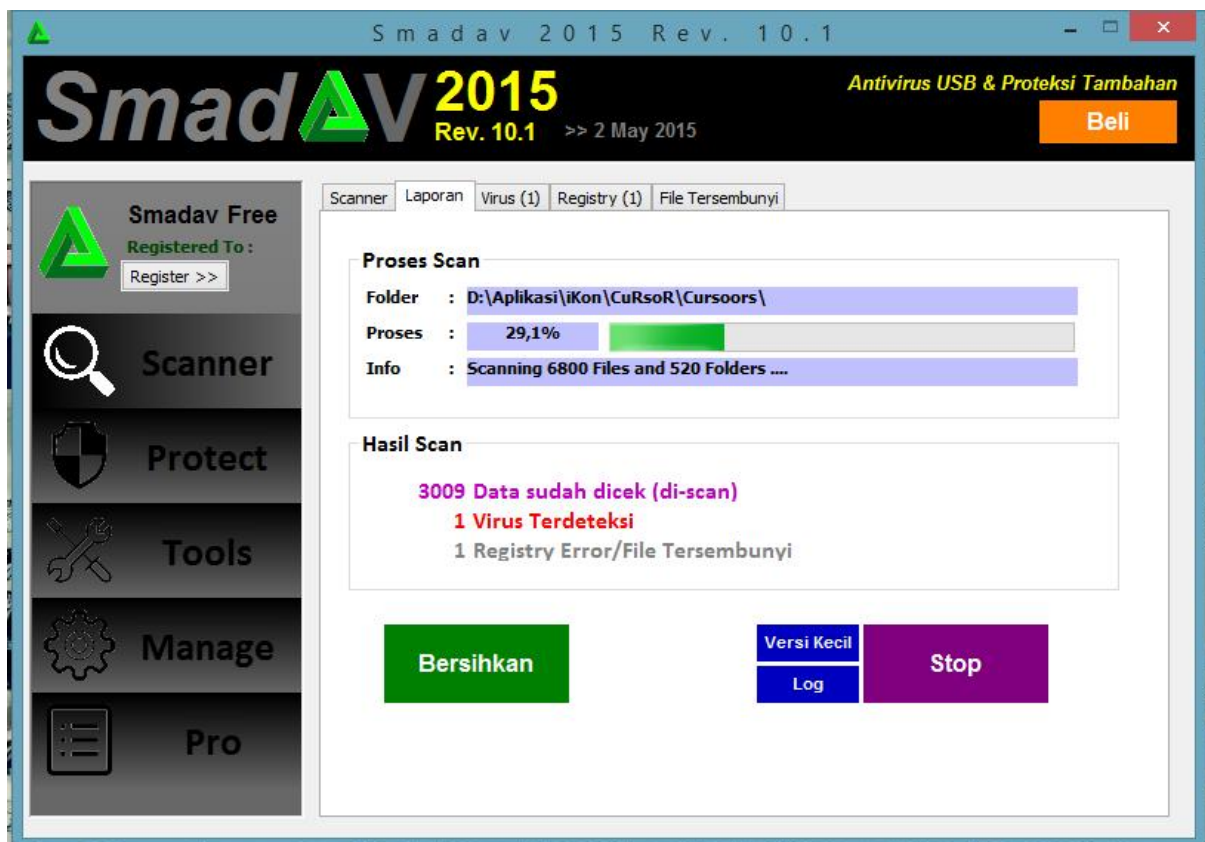 Smadav 2015 Rev. 10.1
SmadAV 2015
Rev. 10.1 >> 2 May 2015
Antivirus USB & Proteksi Tambahan
Beli
Smadav Free
Registered To :
Register >>
Scanner
Protect
Tools
Manage
Pro
Scanner Laporan Virus (1) Registry (1) File Tersembunyi
Proses Scan
Folder : D:\Aplikasi\iKon\CuRsoR\Cursoors\
Proses : 29,1%
Info : Scanning 6800 Files and 520 Folders ....
Hasil Scan
3009 Data sudah dicek (di-scan)
1 Virus Terdeteksi
1 Registry Error/File Tersembunyi
Bersihkan
Versi Kecil
Log
Stop